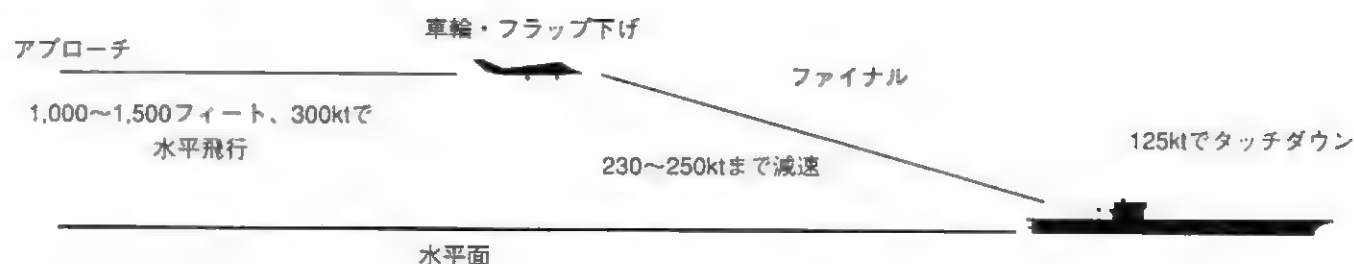 車輪・フラップ下げ
アプローチ
ファイナル
1,000〜1,500フィート、300ktで
水平飛行
125ktでタッチダウン
230〜250ktまで減速
水平面